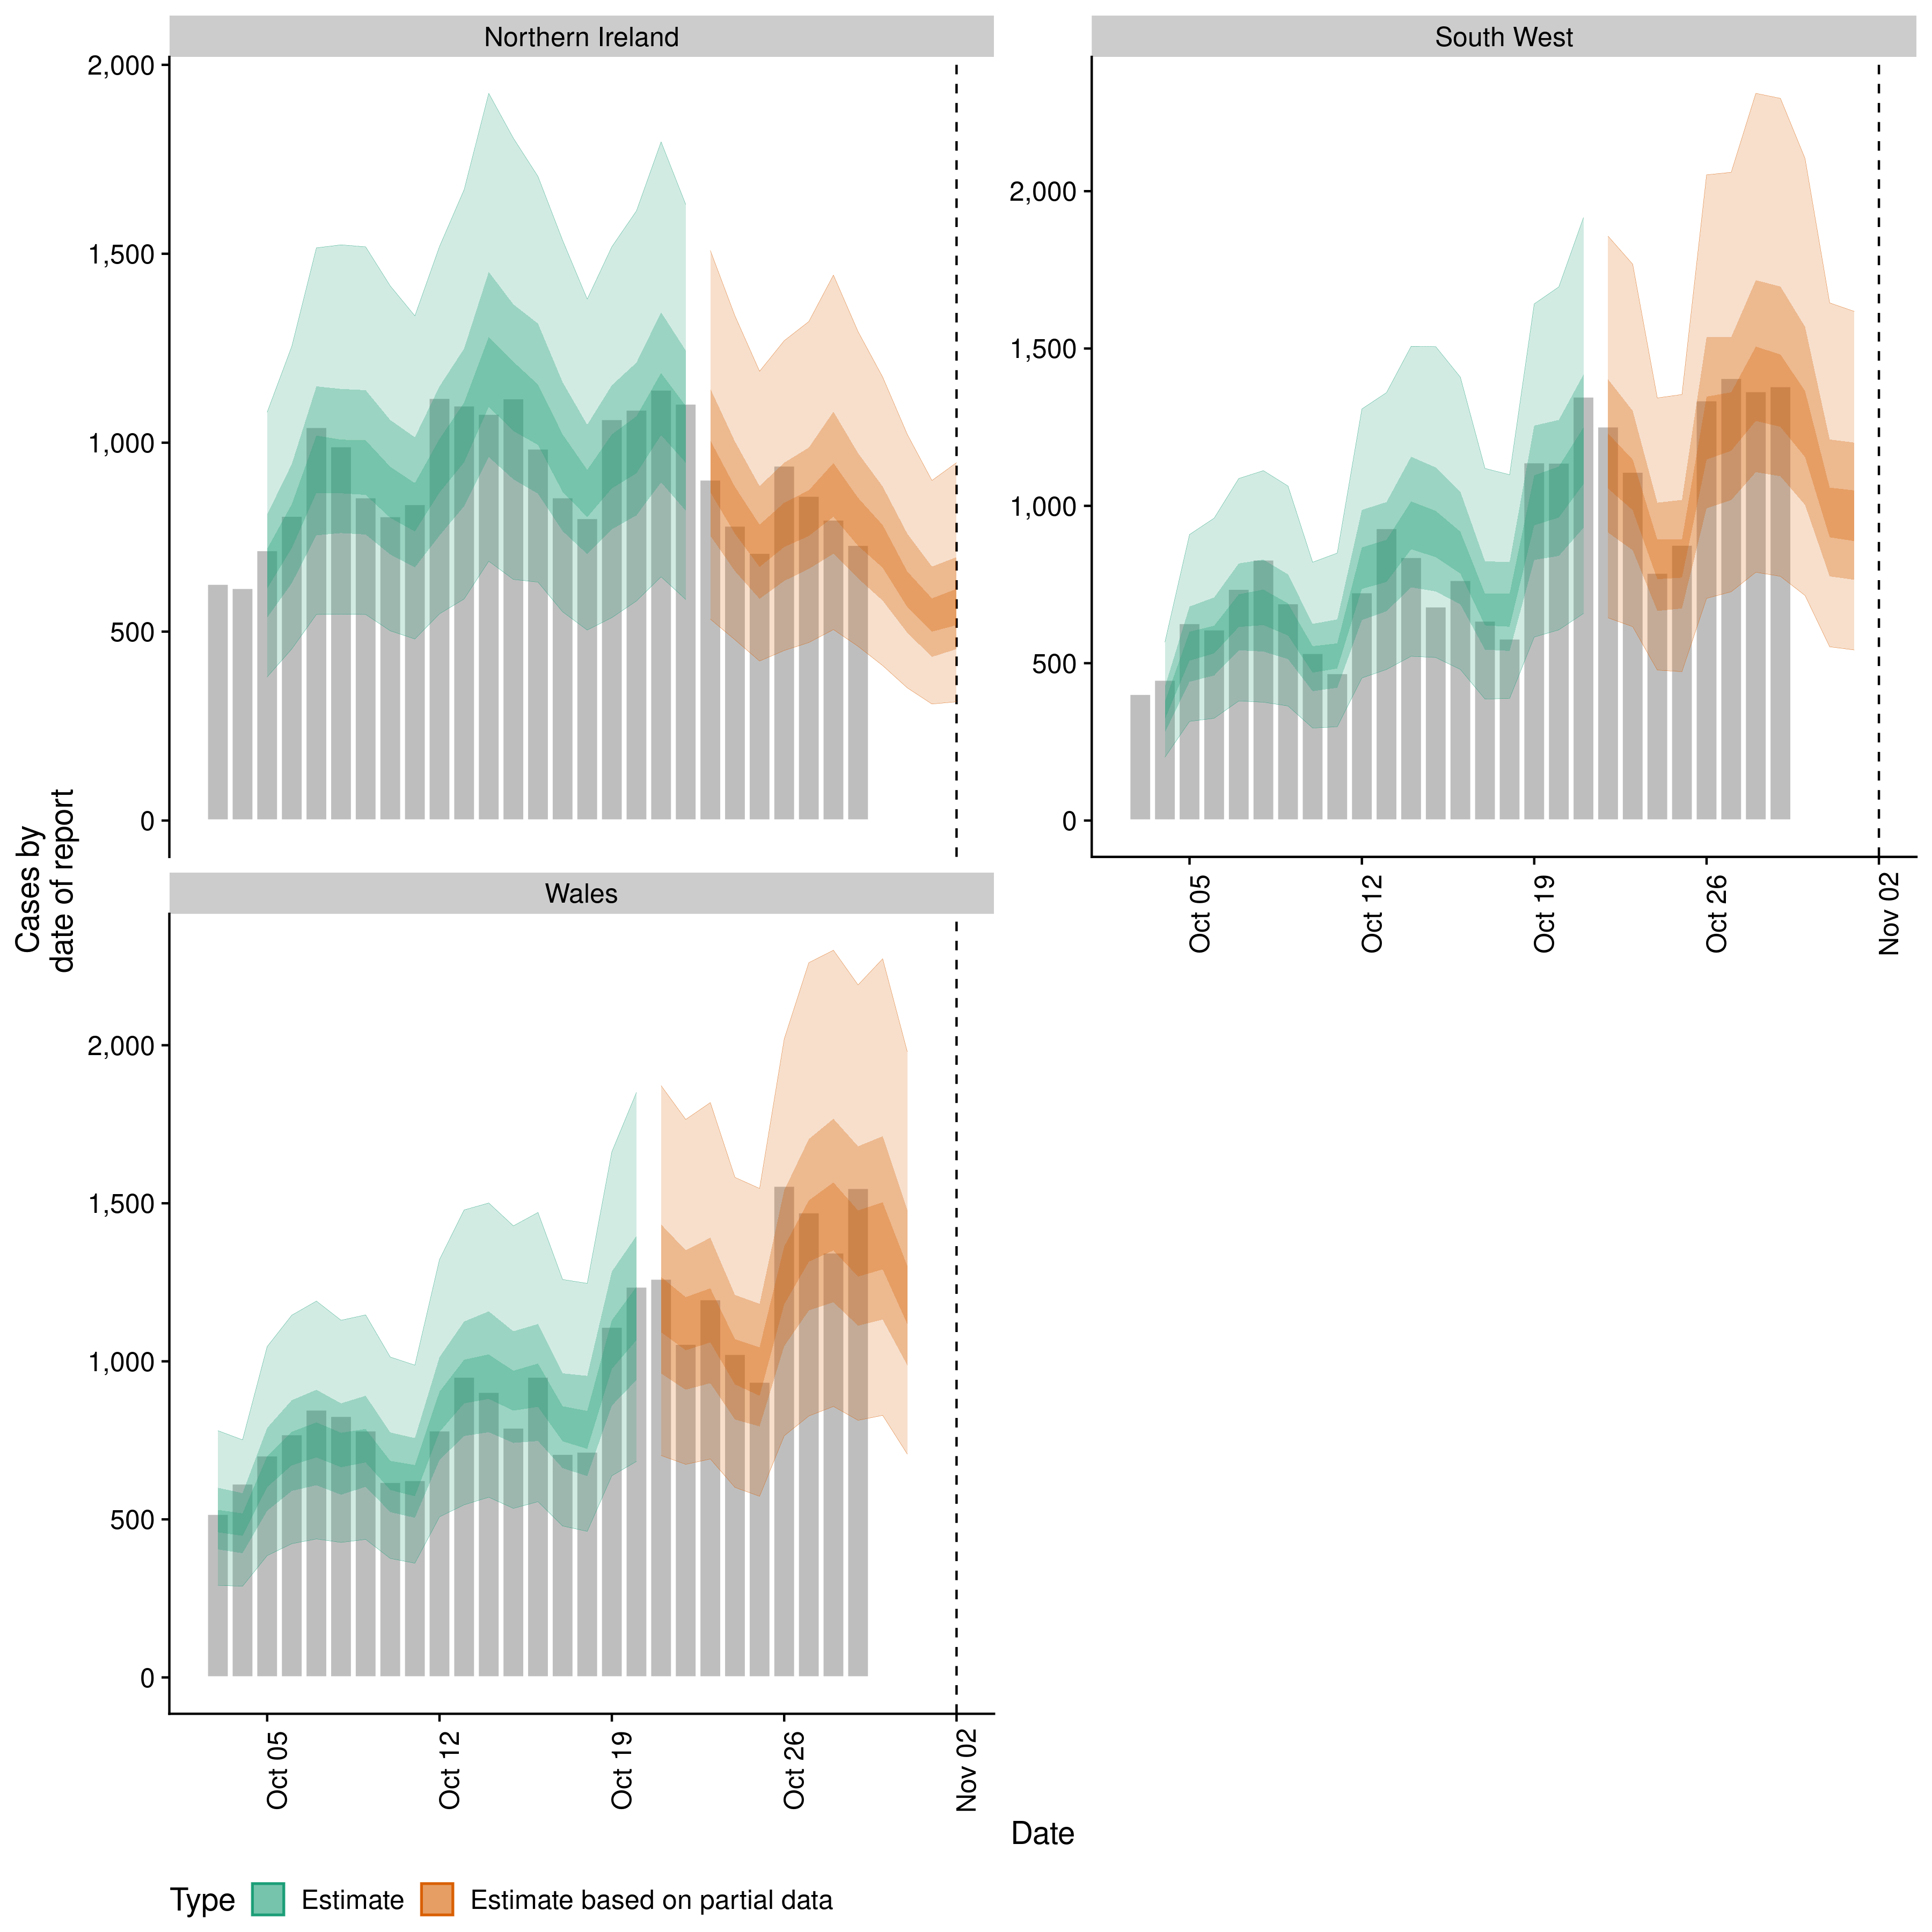 Northern Ireland
South West
2,000
1,500
1,000
500
0
2,000
1,500
1,000
500
0
Oct 05
Oct 12
Oct 19
Oct 26
Nov 02
Cases by
date of report
Wales
2,000
1,500
1,000
500
0
Oct 05
Oct 12
Oct 19
Oct 26
Nov 02
Date
Type Estimate Estimate based on partial data